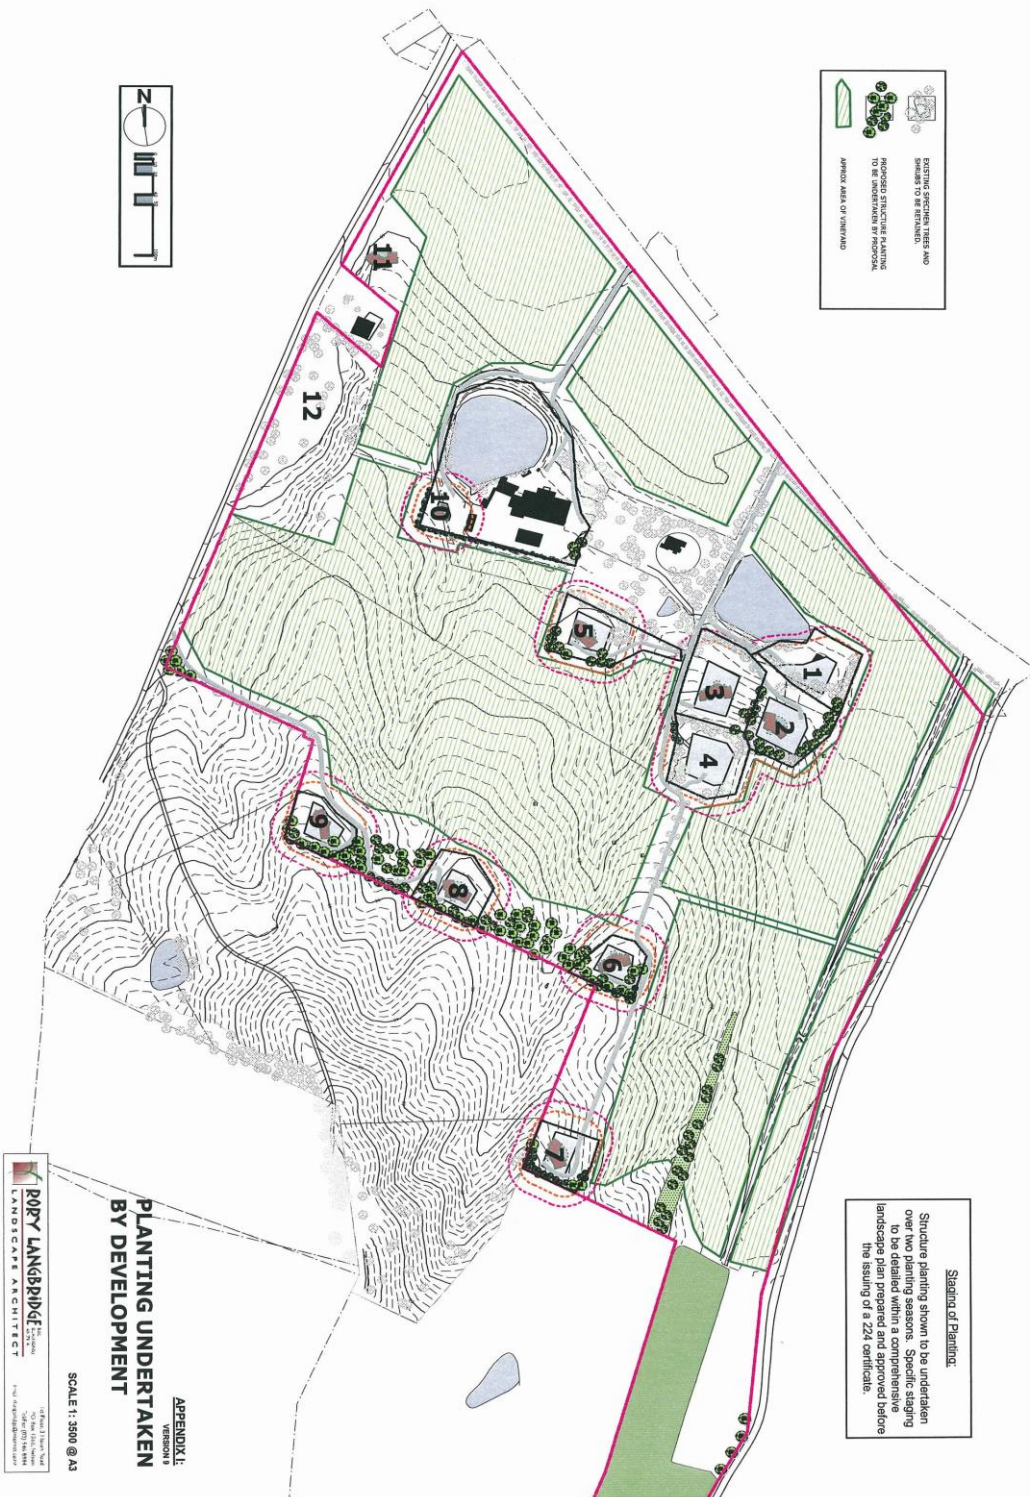 EXISTING SPECIMEN TREES AND
SHRUBS TO BE RETAINED.
PROPOSED STRUCTURE PLANTING
TO BE UNDERTAKEN BY PROPOSAL
APPROX AREA OF VINEYARD
N
11
12
10
5
1
2
3
4
9
8
6
7
Staging of Planting:
Structure planting shown to be undertaken
over two planting seasons. Specific staging
to be detailed within a comprehensive
landscape plan prepared and approved before
the issuing of a 224 certificate.
PLANTING UNDERTAKEN
BY DEVELOPMENT
APPENDIX I:
VERSION 9
SCALE 1: 3500 @ A3
RORY LANGBRIDGE
LANDSCAPE ARCHITECT